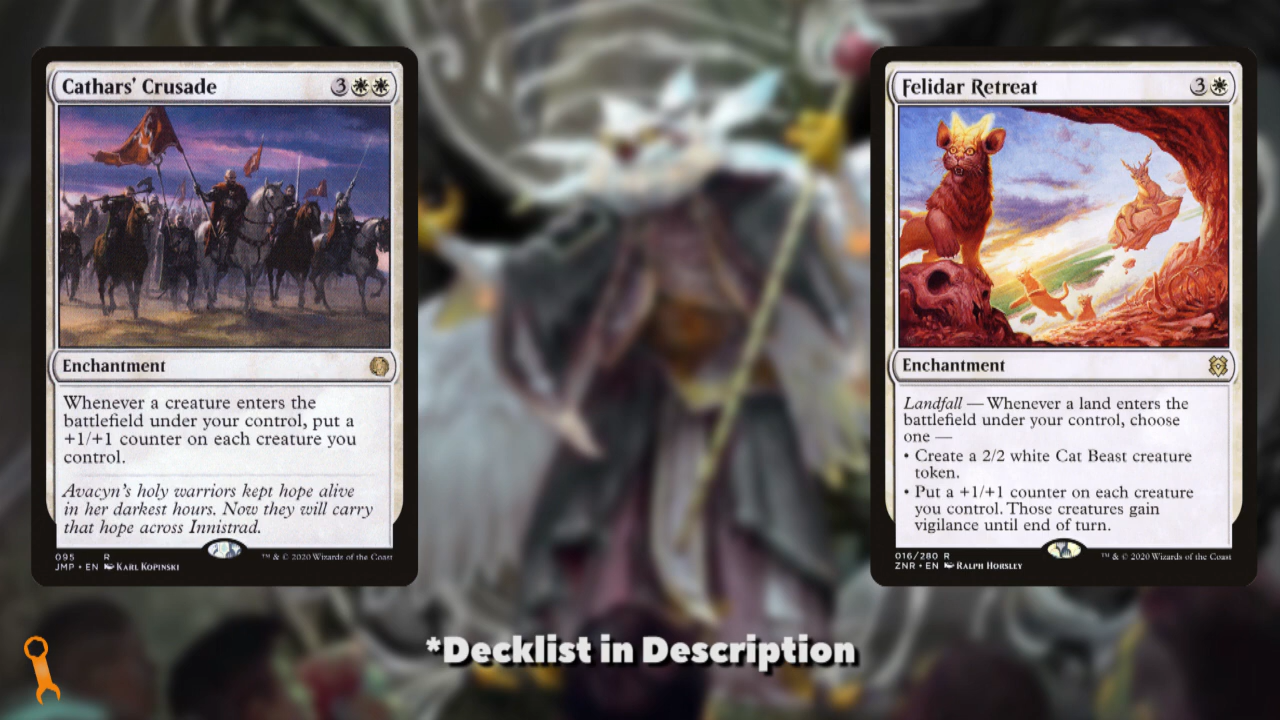 Cathars' Crusade
3
Enchantment
Whenever a creature enters the
battlefield under your control, put a
+1/+1 counter on each creature you
control.
Avacyn's holy warriors kept hope alive
in her darkest hours. Now they will carry
that hope across Innistrad.
095 R
JMP • EN Karl Kopinski
™ & © 2020 Wizards of the Coast
Felidar Retreat
3
Enchantment
Landfall — Whenever a land enters the
battlefield under your control, choose
one —
• Create a 2/2 white Cat Beast creature
token.
• Put a +1/+1 counter on each creature
you control. Those creatures gain
vigilance until end of turn.
016/280 R
ZNR • EN Ralph Horsley
™ & © 2020 Wizards of the Coast
*Decklist in Description